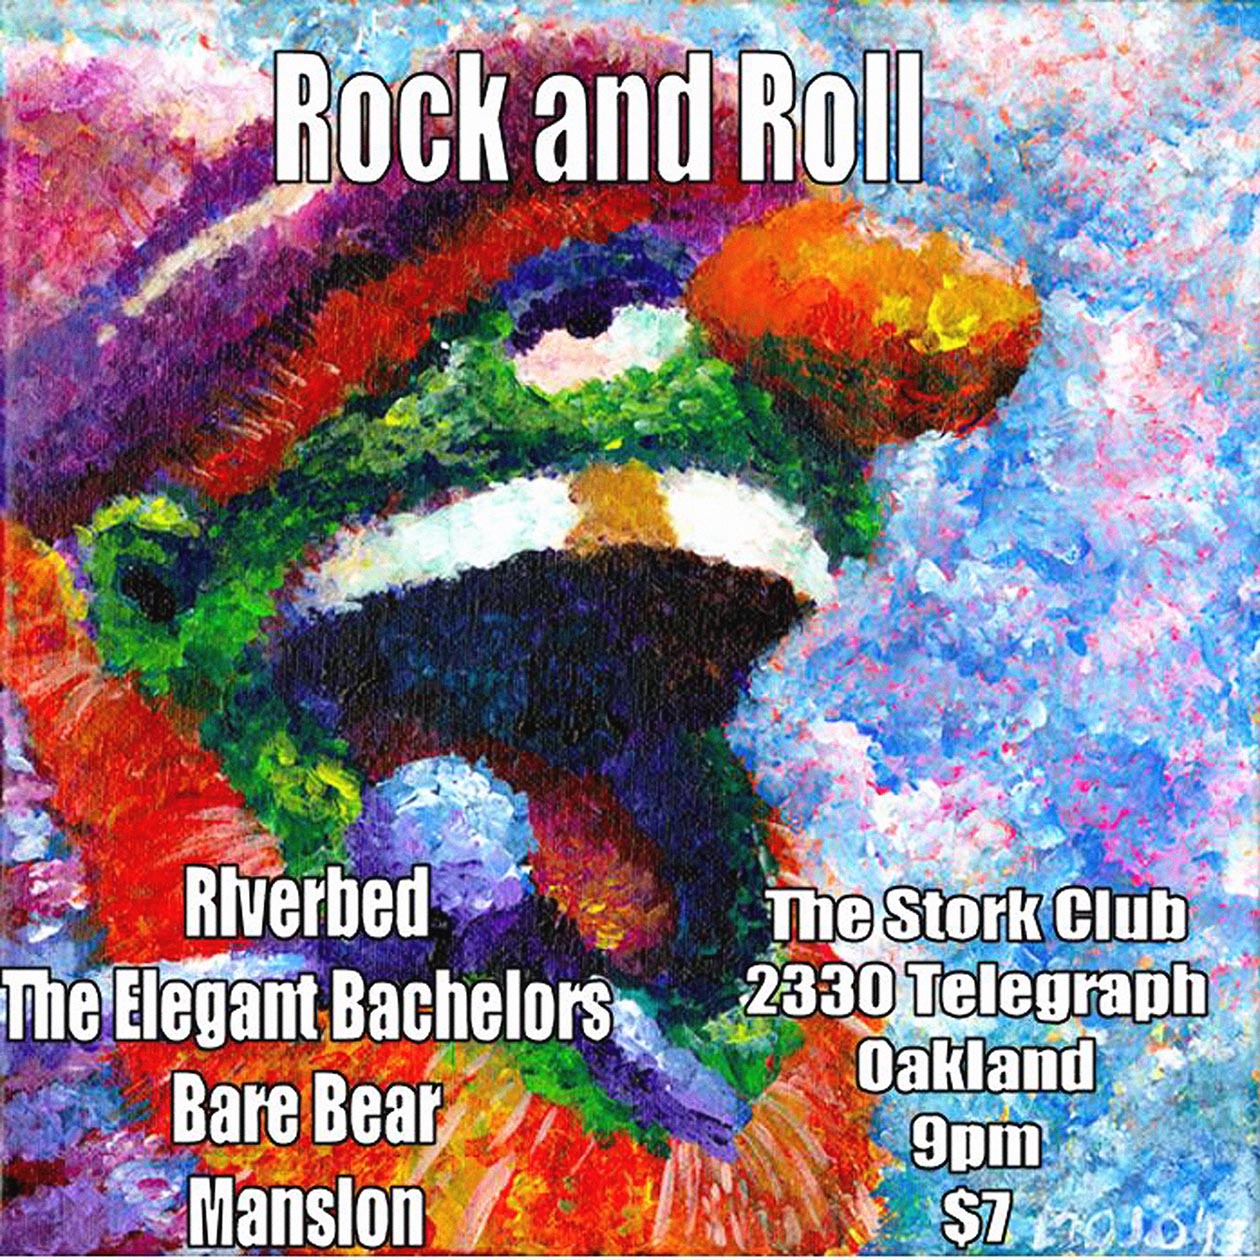 Rock and Roll
Riverbed
The Elegant Bachelors
Bare Bear
Mansion
The Stork Club
2330 Telegraph
Oakland
9pm
$7